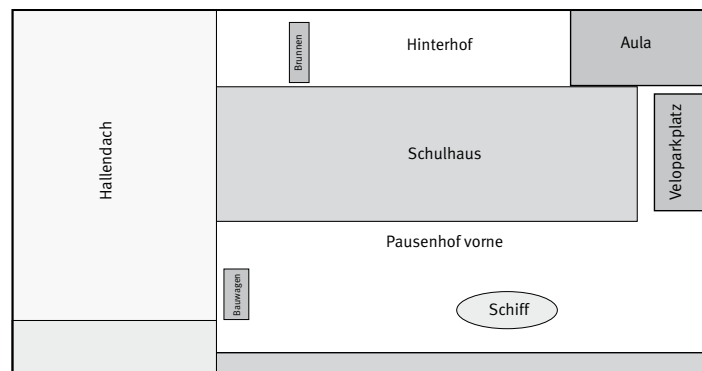 Hinterhof
Aula
Brunnen
Hallendach
Schulhaus
Veloparkplatz
Pausenhof vorne
Bauwagen
Schiff